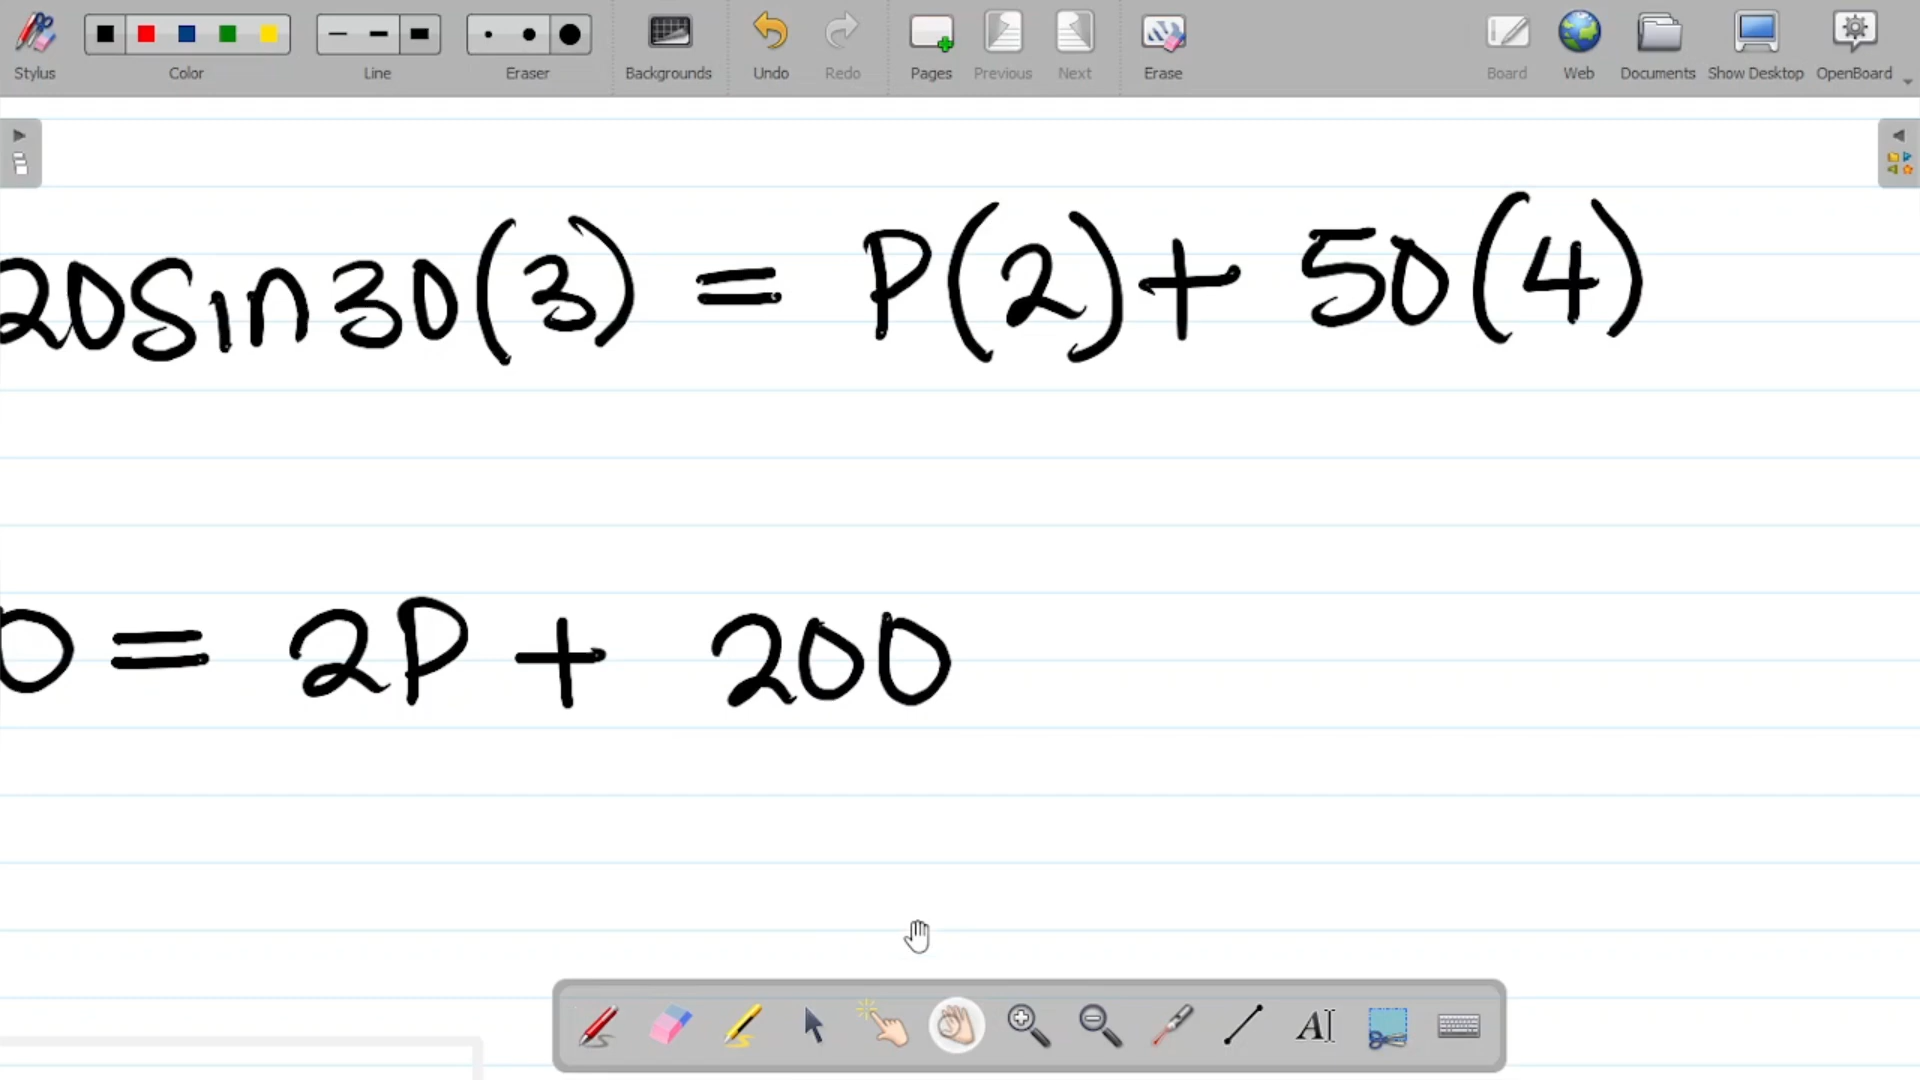 Stylus Color Line Eraser Backgrounds Undo Redo Pages Previous Next Erase Board Web Documents Show Desktop OpenBoard
20sin30(3) = P(2)+ 50(4)
0 = 2P + 200
AI